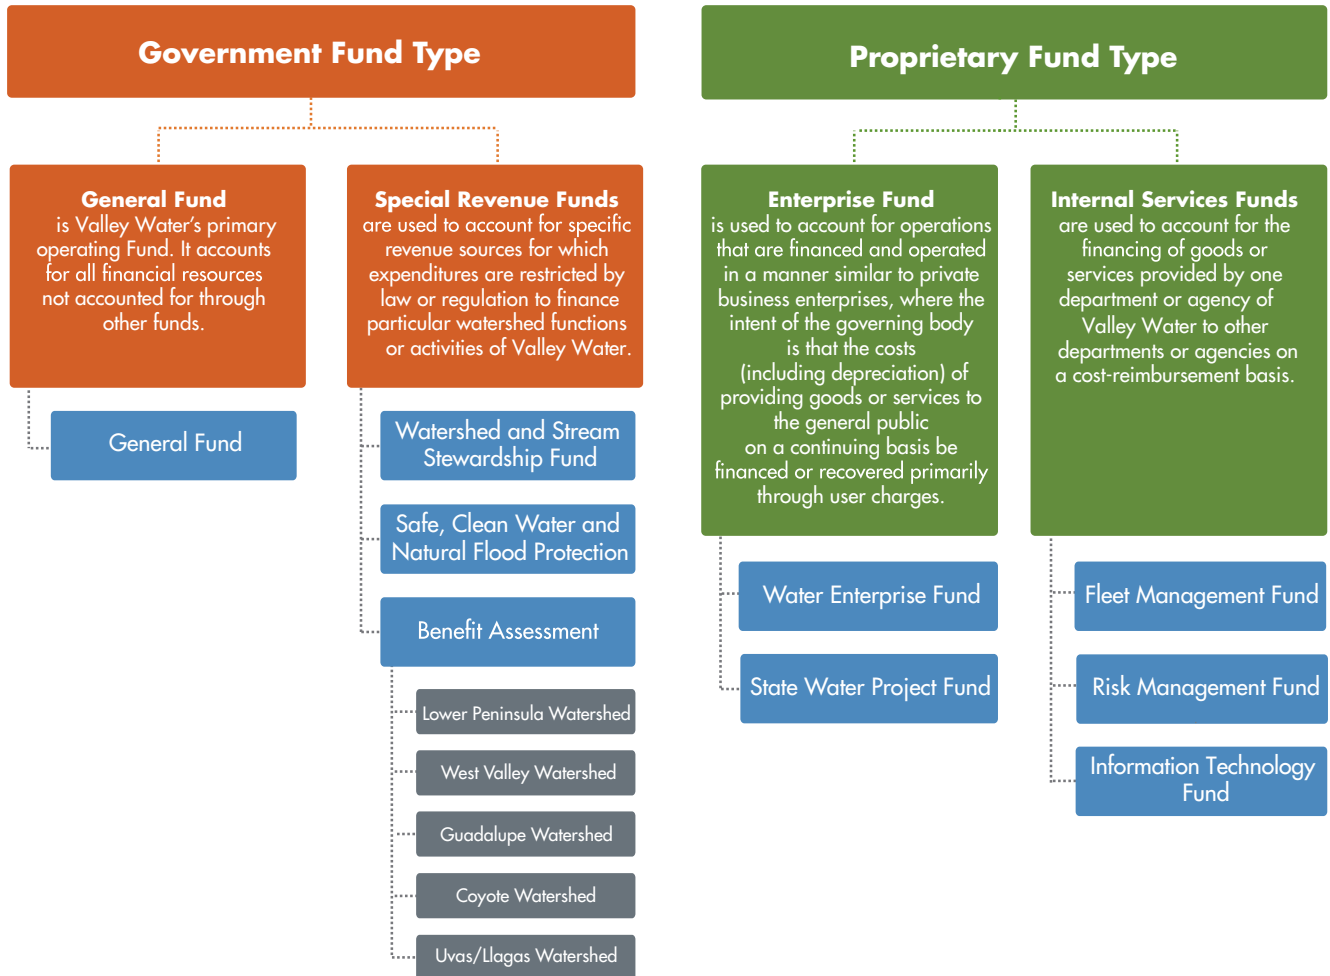 Government Fund Type
General Fund
is Valley Water's primary
operating Fund. It accounts
for all financial resources
not accounted for through
other funds.
General Fund
Special Revenue Funds
are used to account for specific
revenue sources for which
expenditures are restricted by
law or regulation to finance
particular watershed functions
or activities of Valley Water.
Watershed and Stream
Stewardship Fund
Safe, Clean Water and
Natural Flood Protection
Benefit Assessment
Lower Peninsula Watershed
West Valley Watershed
Guadalupe Watershed
Coyote Watershed
Uvas/Llagas Watershed
Proprietary Fund Type
Enterprise Fund
is used to account for operations
that are financed and operated
in a manner similar to private
business enterprises, where the
intent of the governing body
is that the costs
(including depreciation) of
providing goods or services to
the general public
on a continuing basis be
financed or recovered primarily
through user charges.
Water Enterprise Fund
State Water Project Fund
Internal Services Funds
are used to account for the
financing of goods or
services provided by one
department or agency of
Valley Water to other
departments or agencies on
a cost-reimbursement basis.
Fleet Management Fund
Risk Management Fund
Information Technology
Fund